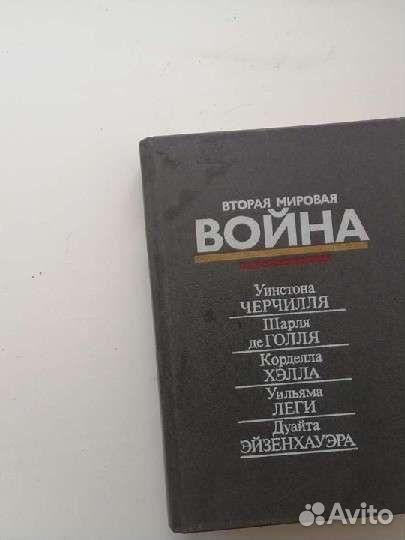 ВТОРАЯ МИРОВАЯ
ВОЙНА
Уинстона
ЧЕРЧИЛЛЯ
Шарля
де ГОЛЛЯ
Корделла
ХЭЛЛА
Уильяма
ЛЕГИ
Дуайта
ЭЙЗЕНХАУЭРА
Avito